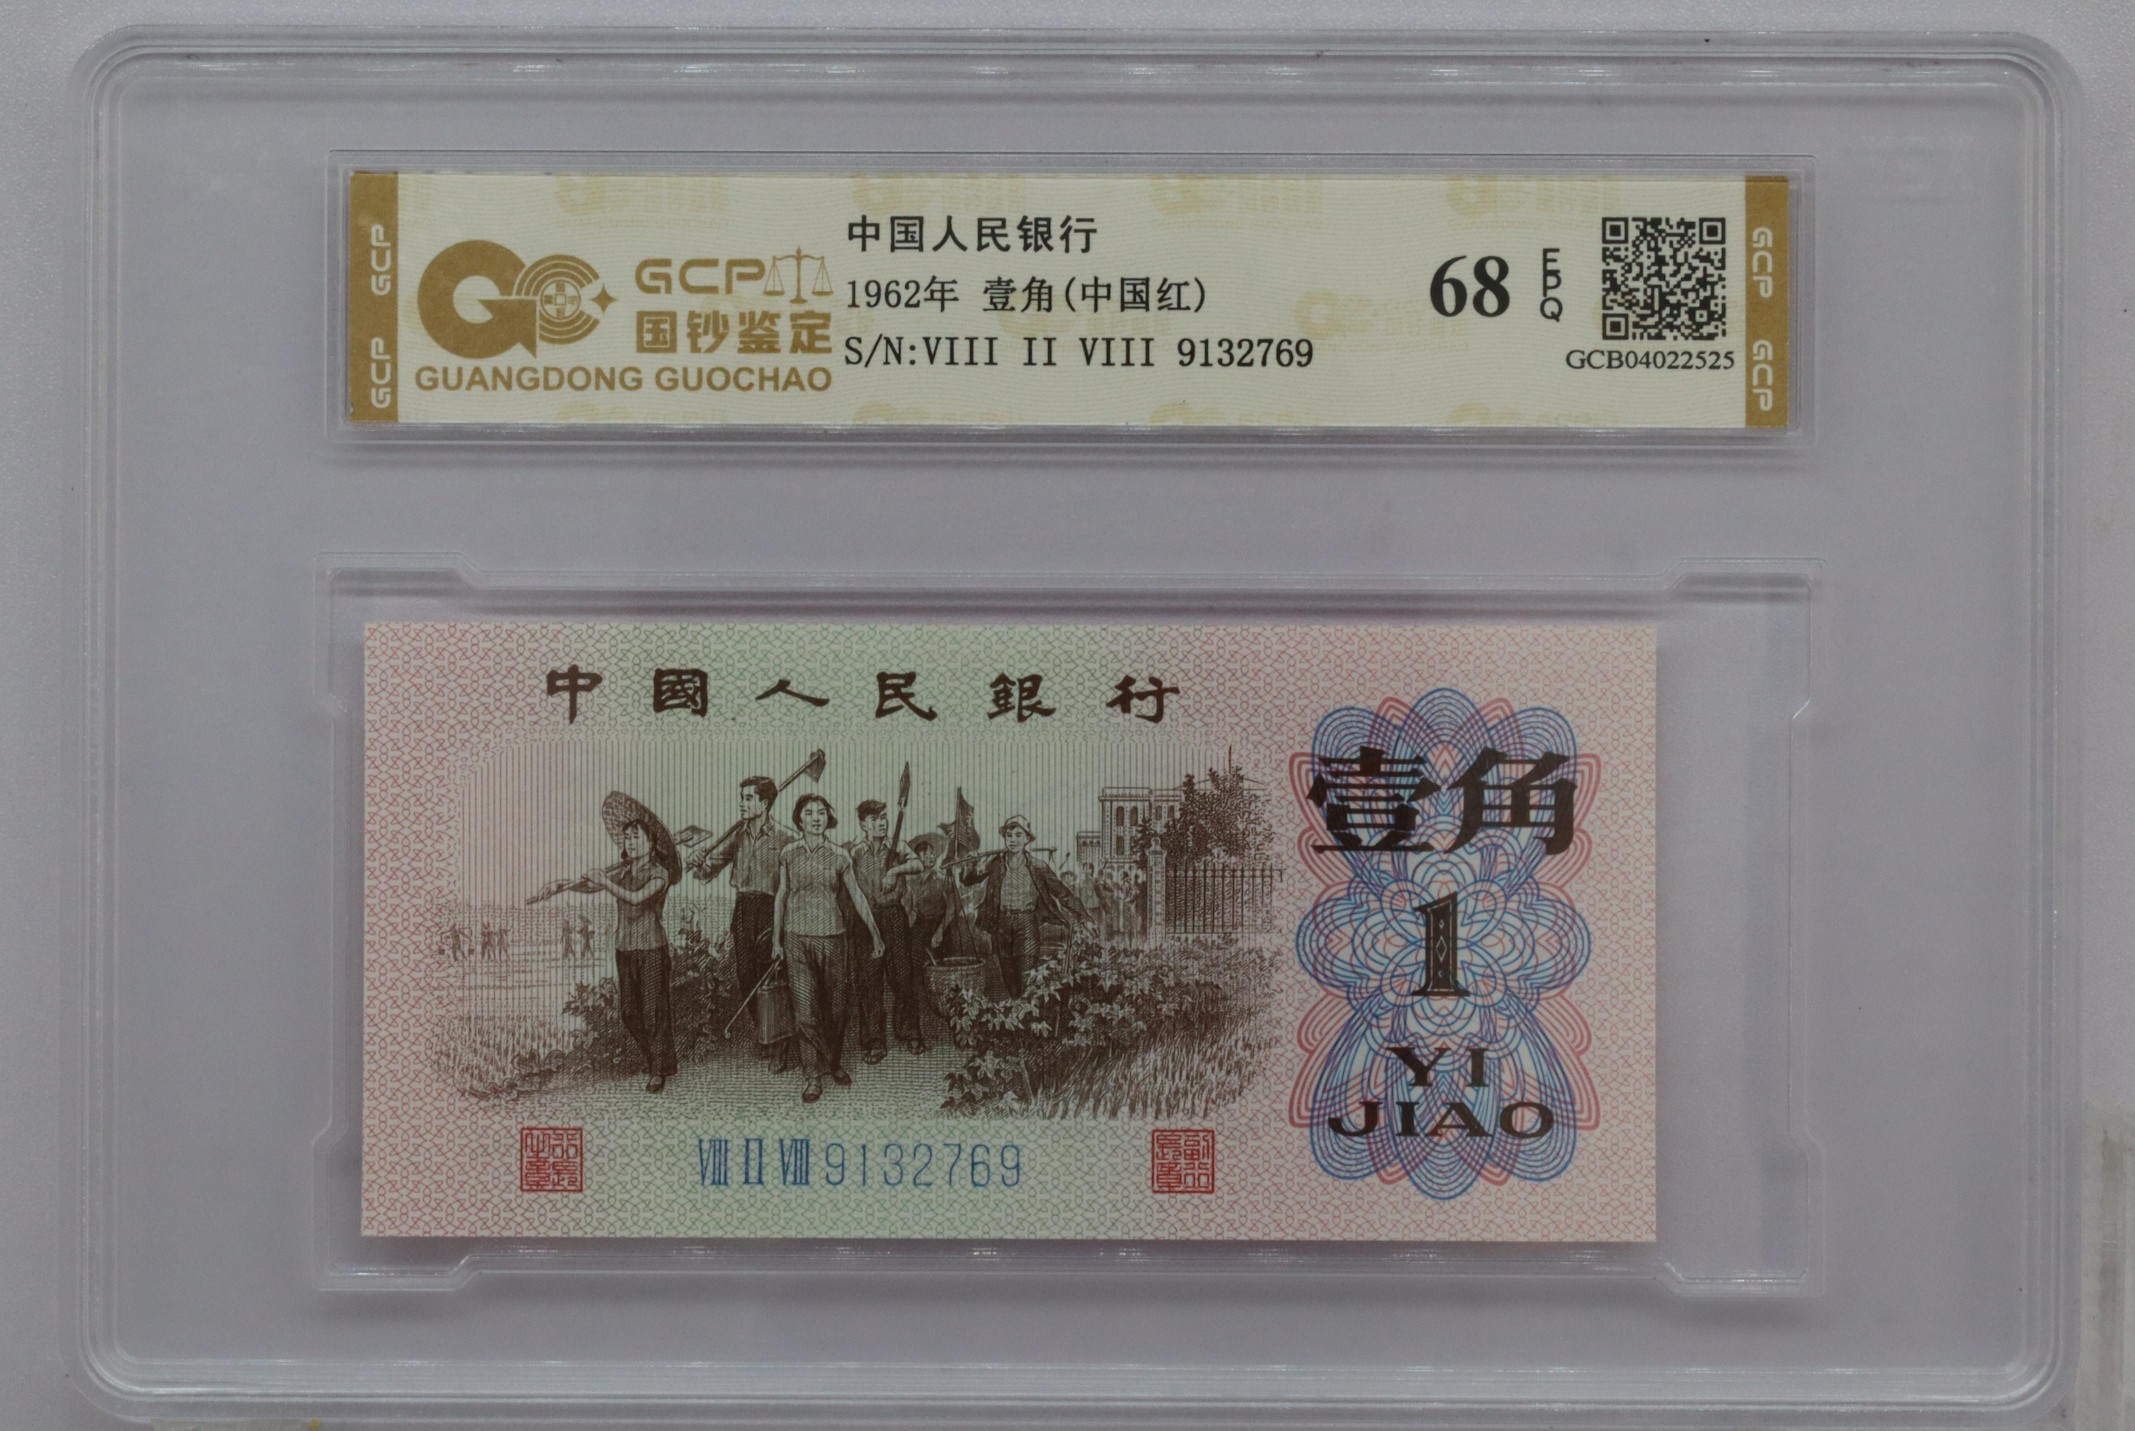 GCP
GCP
GCP
国钞鉴定
GUANGDONG GUOCHAO
中国人民银行
1962年 壹角(中国红)
S/N:VIII II VIII 9132769
68
EPQ
GCB04022525
GCP
GCP
中國人民銀行
壹角
1
YI
JIAO
VIII II VIII 9132769